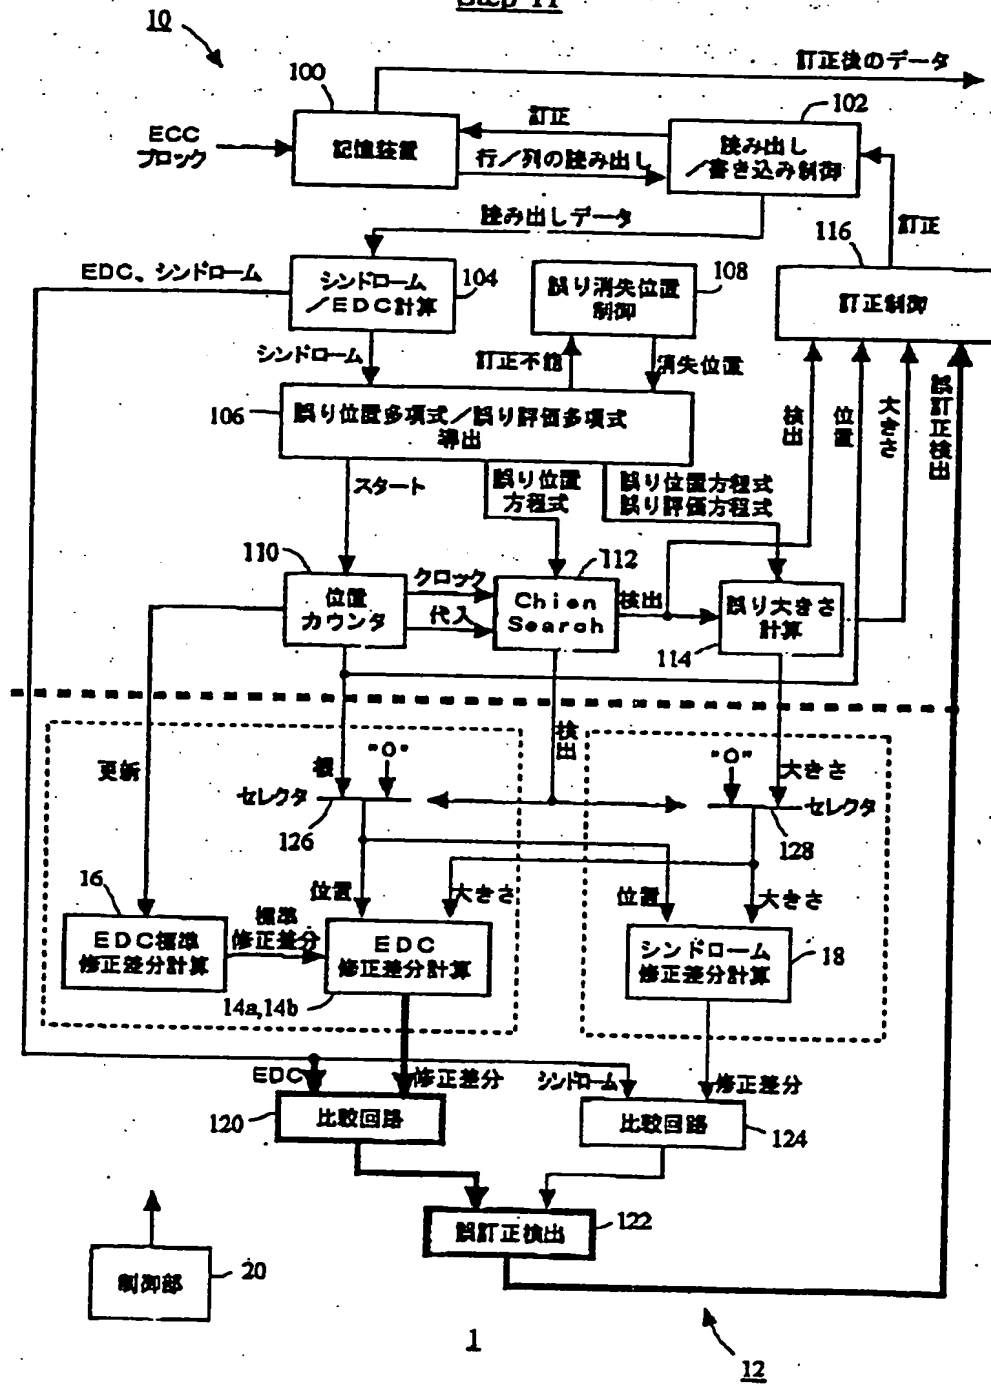 Step 11
10
訂正後のデータ
100
102
ECC
ブロック
記憶装置
訂正
行/列の読み出し
読み出し
/書き込み制御
読み出しデータ
116
訂正
EDC、シンドローム
シンドローム
/EDC計算
104
誤り消失位置
制御
108
訂正制御
シンドローム
訂正不能
消失位置
106
誤り位置多項式/誤り評価多項式
導出
検出
位置
大きさ
誤訂正検出
スタート
誤り位置
方程式
誤り位置方程式
誤り評価方程式
110
112
位置
カウンタ
クロック
代入
Chien
Search
検出
誤り大きさ
計算
114
更新
根
"0"
検出
"0"
大きさ
セレクタ
セレクタ
126
128
16
位置
大きさ
位置
大きさ
EDC標準
修正差分計算
標準
修正差分
EDC
修正差分計算
シンドローム
修正差分計算
18
14a,14b
EDC
修正差分
シンドローム
修正差分
120
比較回路
比較回路
124
誤訂正検出
122
制御部
20
1
12